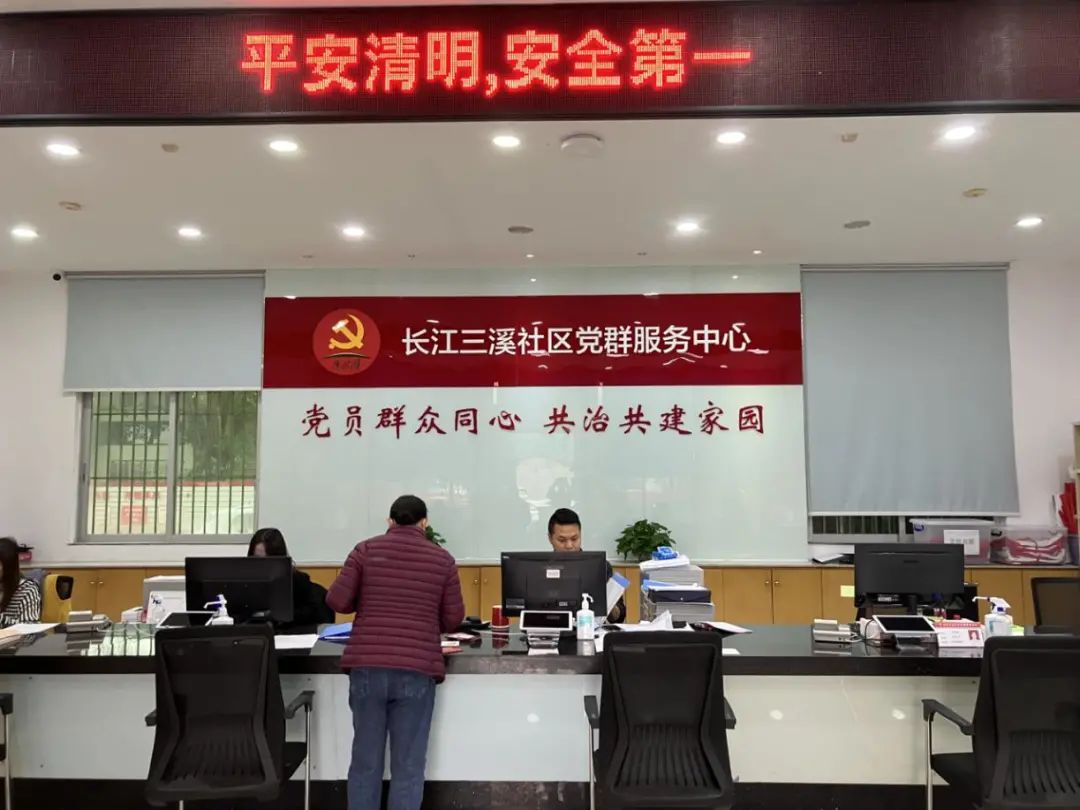 平安清明,安全第一
长江三溪社区党群服务中心
党员群众同心 共治共建家园